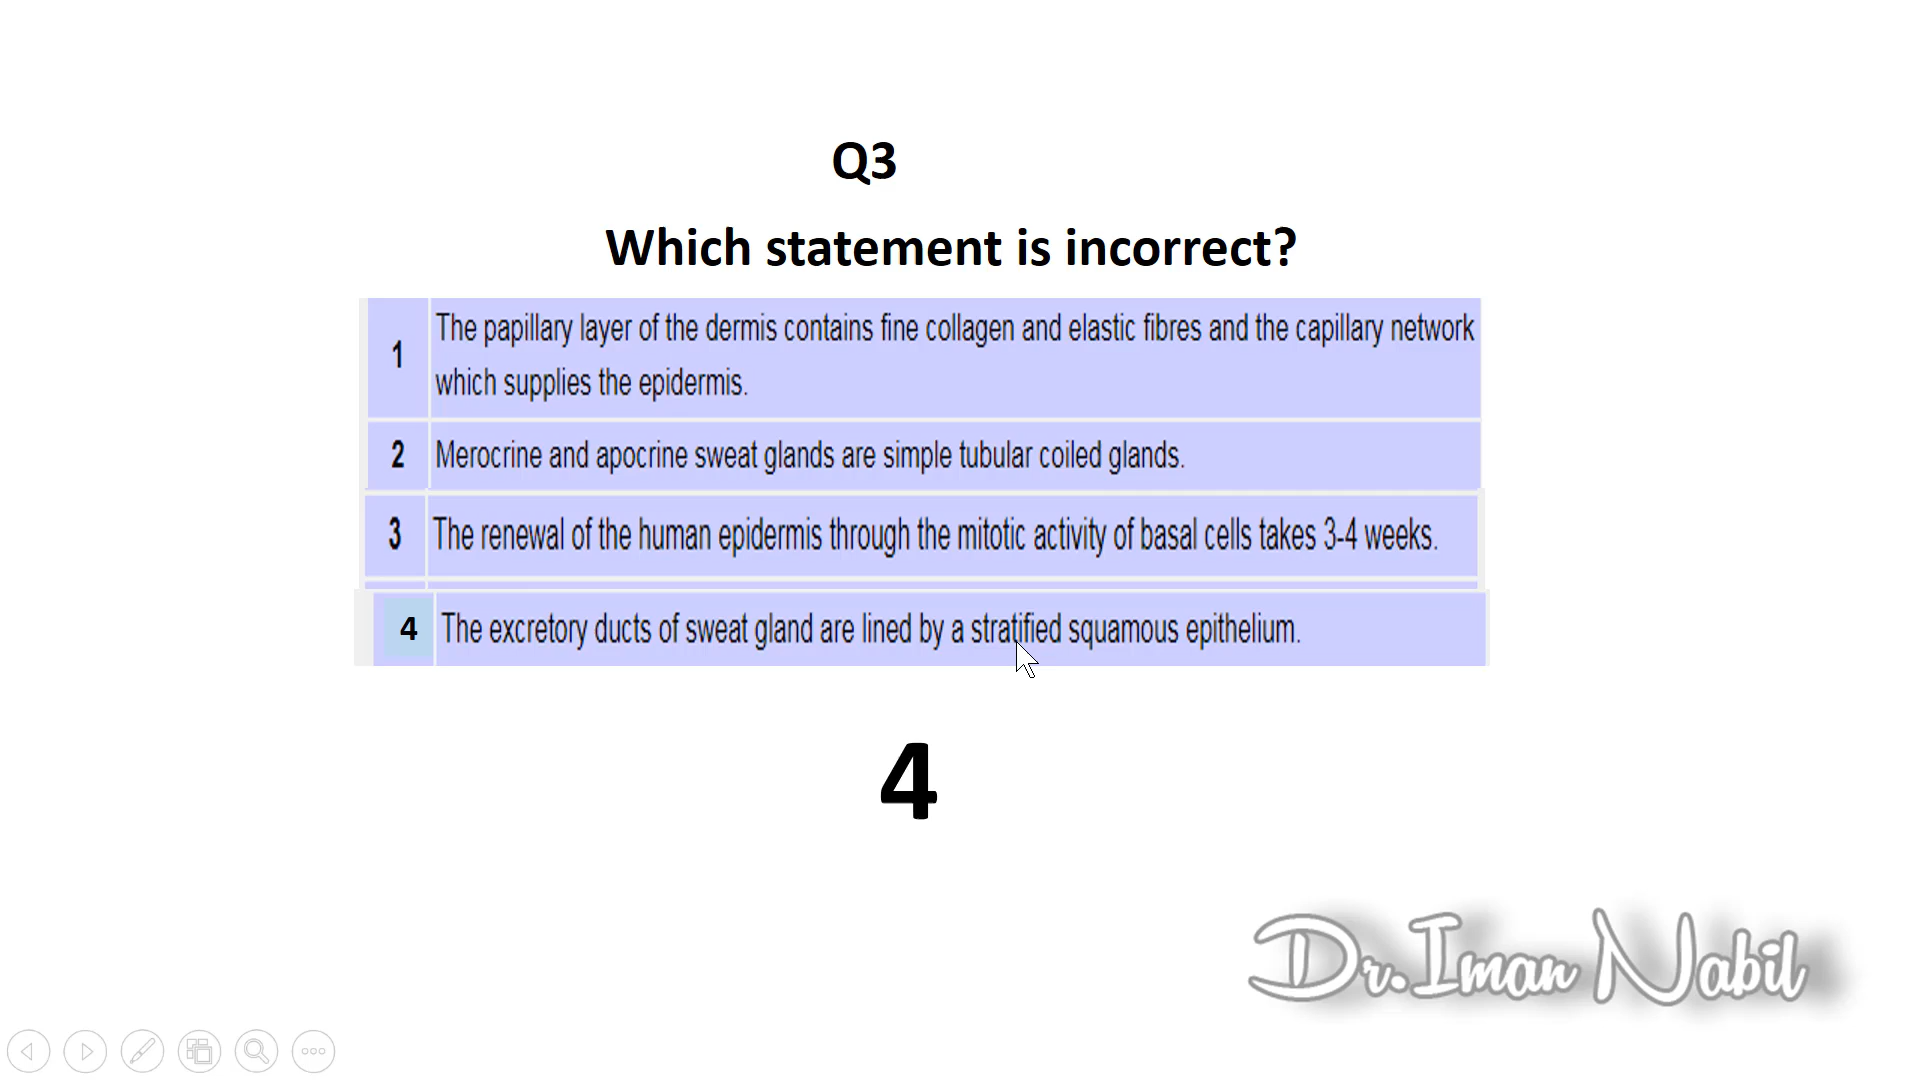 Q3
Which statement is incorrect?
1
The papillary layer of the dermis contains fine collagen and elastic fibres and the capillary network
which supplies the epidermis.
2 Merocrine and apocrine sweat glands are simple tubular coiled glands.
3 The renewal of the human epidermis through the mitotic activity of basal cells takes 3-4 weeks.
4 The excretory ducts of sweat gland are lined by a stratified squamous epithelium.
4
Dr.Iman Nabil